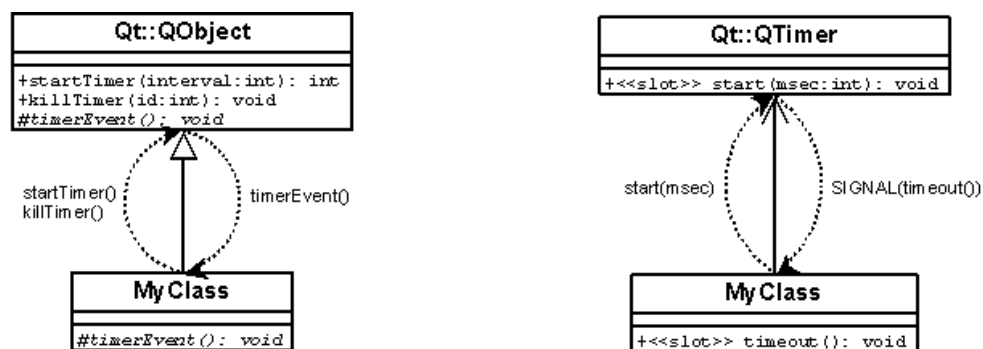 Qt::QObject
+startTimer(interval:int): int
+killTimer(id:int): void
#timerEvent(): void
startTimer()
killTimer()
timerEvent()
MyClass
#timerEvent(): void
Qt::QTimer
+<<slot>> start(msec:int): void
start(msec)
SIGNAL(timeout())
MyClass
+<<slot>> timeout(): void